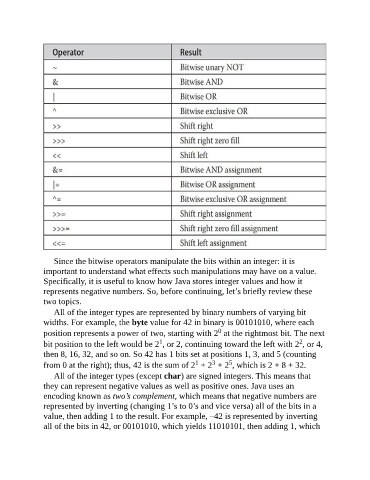 Operator Result
~ Bitwise unary NOT
& Bitwise AND
| Bitwise OR
^ Bitwise exclusive OR
>> Shift right
>>> Shift right zero fill
<< Shift left
&= Bitwise AND assignment
|= Bitwise OR assignment
^= Bitwise exclusive OR assignment
>>= Shift right assignment
>>>= Shift right zero fill assignment
<<= Shift left assignment
Since the bitwise operators manipulate the bits within an integer: it is
important to understand what effects such manipulations may have on a value.
Specifically, it is useful to know how Java stores integer values and how it
represents negative numbers. So, before continuing, let’s briefly review these
two topics.
All of the integer types are represented by binary numbers of varying bit
widths. For example, the byte value for 42 in binary is 00101010, where each
position represents a power of two, starting with 2⁰ at the rightmost bit. The next
bit position to the left would be 2¹, or 2, continuing toward the left with 2², or 4,
then 8, 16, 32, and so on. So 42 has 1 bits set at positions 1, 3, and 5 (counting
from 0 at the right); thus, 42 is the sum of 2¹ + 2³ + 2⁵, which is 2 + 8 + 32.
All of the integer types (except char) are signed integers. This means that
they can represent negative values as well as positive ones. Java uses an
encoding known as two’s complement, which means that negative numbers are
represented by inverting (changing 1’s to 0’s and vice versa) all of the bits in a
value, then adding 1 to the result. For example, –42 is represented by inverting
all of the bits in 42, or 00101010, which yields 11010101, then adding 1, which